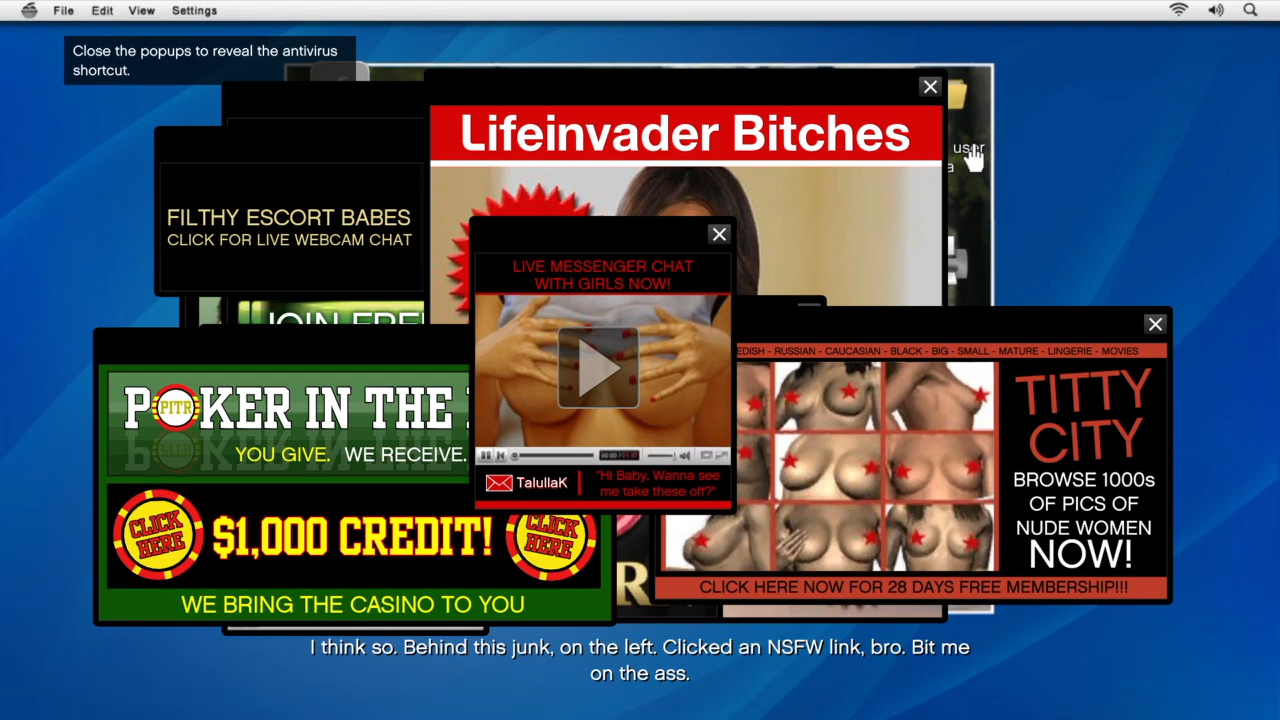 File Edit View Settings
Close the popups to reveal the antivirus
shortcut.
Lifeinvader Bitches
user
FILTHY ESCORT BABES
CLICK FOR LIVE WEBCAM CHAT
LIVE MESSENGER CHAT
WITH GIRLS NOW!
JOIN FREE
EDISH - RUSSIAN - CAUCASIAN - BLACK - BIG - SMALL - MATURE - LINGERIE - MOVIES
TITTY
CITY
BROWSE 1000s
OF PICS OF
NUDE WOMEN
NOW!
CLICK HERE NOW FOR 28 DAYS FREE MEMBERSHIP!!!
PITR
POKER IN THE
YOU GIVE. WE RECEIVE.
TalullaK
"Hi Baby. Wanna see
me take these off?"
CLICK
HERE
$1,000 CREDIT!
CLICK
HERE
WE BRING THE CASINO TO YOU
R
I think so. Behind this junk, on the left. Clicked an NSFW link, bro. Bit me
on the ass.